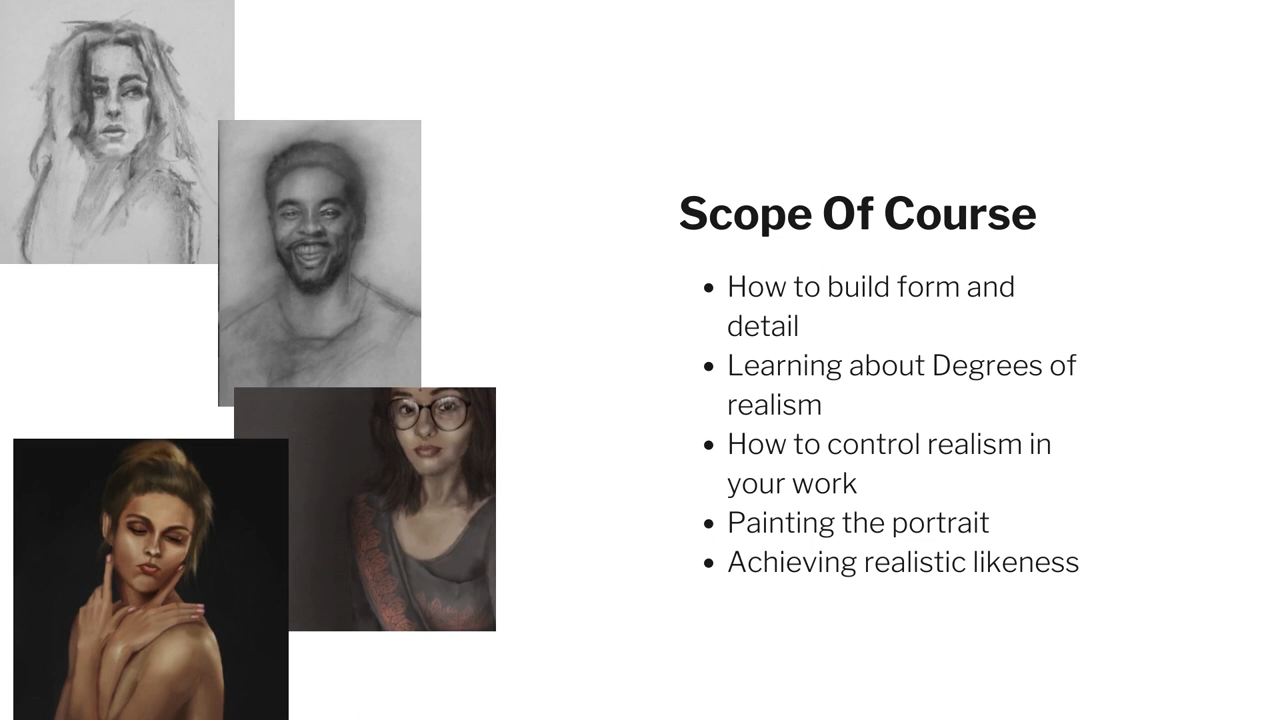 Scope Of Course
How to build form and
detail
Learning about Degrees of
realism
How to control realism in
your work
Painting the portrait
Achieving realistic likeness